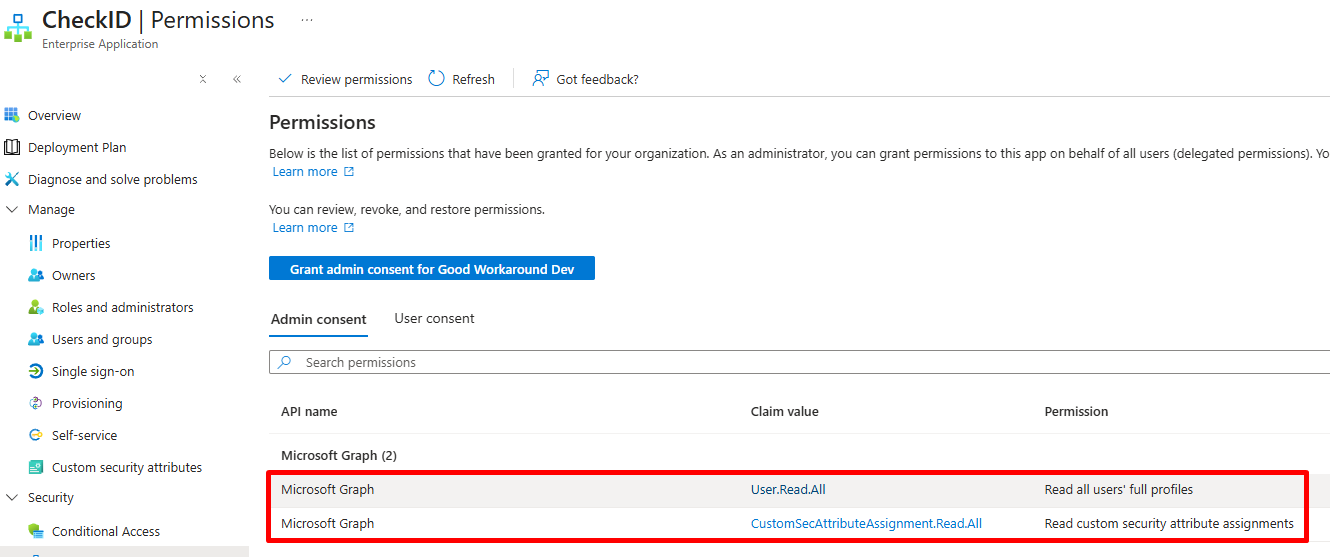 CheckID | Permissions ...
Enterprise Application
Review permissions Refresh Got feedback?
Overview
Deployment Plan
Diagnose and solve problems
Manage
Properties
Owners
Roles and administrators
Users and groups
Single sign-on
Provisioning
Self-service
Custom security attributes
Security
Conditional Access
Permissions
Below is the list of permissions that have been granted for your organization. As an administrator, you can grant permissions to this app on behalf of all users (delegated permissions). Yo
Learn more
You can review, revoke, and restore permissions.
Learn more
Grant admin consent for Good Workaround Dev
Admin consent User consent
Search permissions
API name Claim value Permission
Microsoft Graph (2)
Microsoft Graph User.Read.All Read all users' full profiles
Microsoft Graph CustomSecAttributeAssignment.Read.All Read custom security attribute assignments